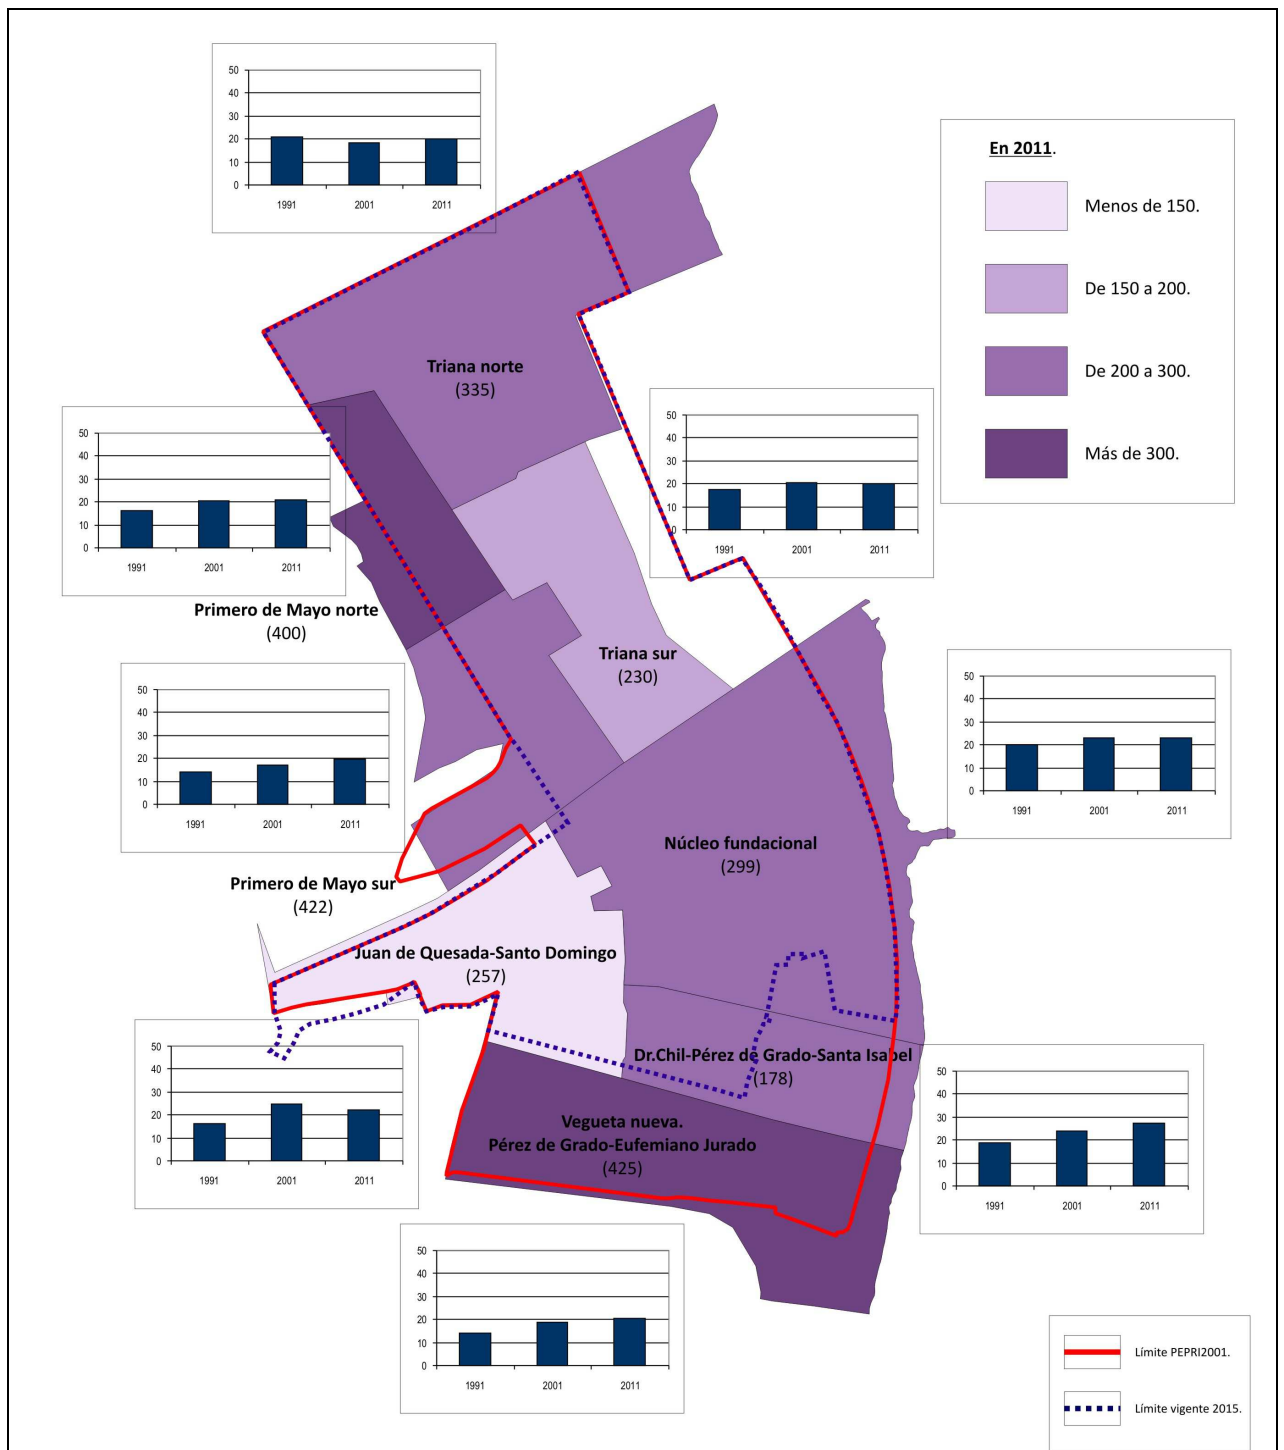 50
40
30
20
10
0
1991 2001 2011
En 2011.
Menos de 150.
De 150 a 200.
De 200 a 300.
Más de 300.
Triana norte
(335)
50
40
30
20
10
0
1991 2001 2011
50
40
30
20
10
0
1991 2001 2011
Primero de Mayo norte
(400)
Triana sur
(230)
50
40
30
20
10
0
1991 2001 2011
50
40
30
20
10
0
1991 2001 2011
Núcleo fundacional
(299)
Primero de Mayo sur
(422)
Juan de Quesada-Santo Domingo
(257)
50
40
30
20
10
0
1991 2001 2011
Dr.Chil-Pérez de Grado-Santa Isabel
(178)
50
40
30
20
10
0
1991 2001 2011
Vegueta nueva.
Pérez de Grado-Eufemiano Jurado
(425)
50
40
30
20
10
0
1991 2001 2011
Límite PEPRI2001.
Límite vigente 2015.